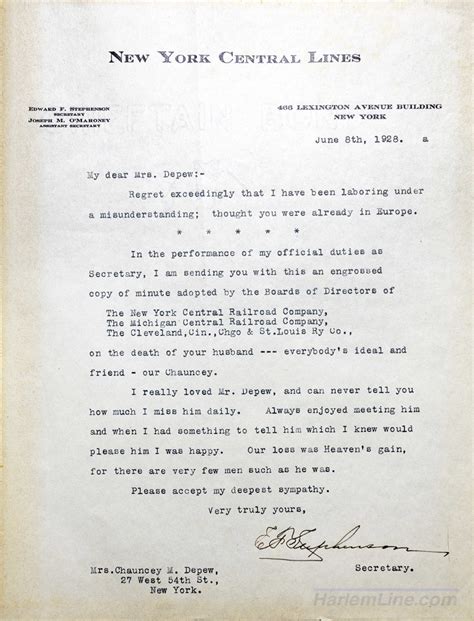 NEW YORK CENTRAL LINES
EDWARD F. STEPHENSON
SECRETARY
JOSEPH M. O'MAHONEY
ASSISTANT SECRETARY
466 LEXINGTON AVENUE BUILDING
NEW YORK
June 8th, 1928. a
My dear Mrs. Depew:-
Regret exceedingly that I have been laboring under
a misunderstanding; thought you were already in Europe.
* * * * *
In the performance of my official duties as
Secretary, I am sending you with this an engrossed
copy of minute adopted by the Boards of Directors of
The New York Central Railroad Company,
The Michigan Central Railroad Company,
The Cleveland,Cin.,Chgo & St.Louis Ry Co.,
on the death of your husband --- everybody's ideal and
friend - our Chauncey.
I really loved Mr. Depew, and can never tell you
how much I miss him daily. Always enjoyed meeting him
and when I had something to tell him which I knew would
please him I was happy. Our loss was Heaven's gain,
for there are very few men such as he was.
Please accept my deepest sympathy.
Very truly yours,
E F Stephenson
Secretary.
Mrs.Chauncey M. Depew,
27 West 54th St.,
New York.
HarlemLine.com